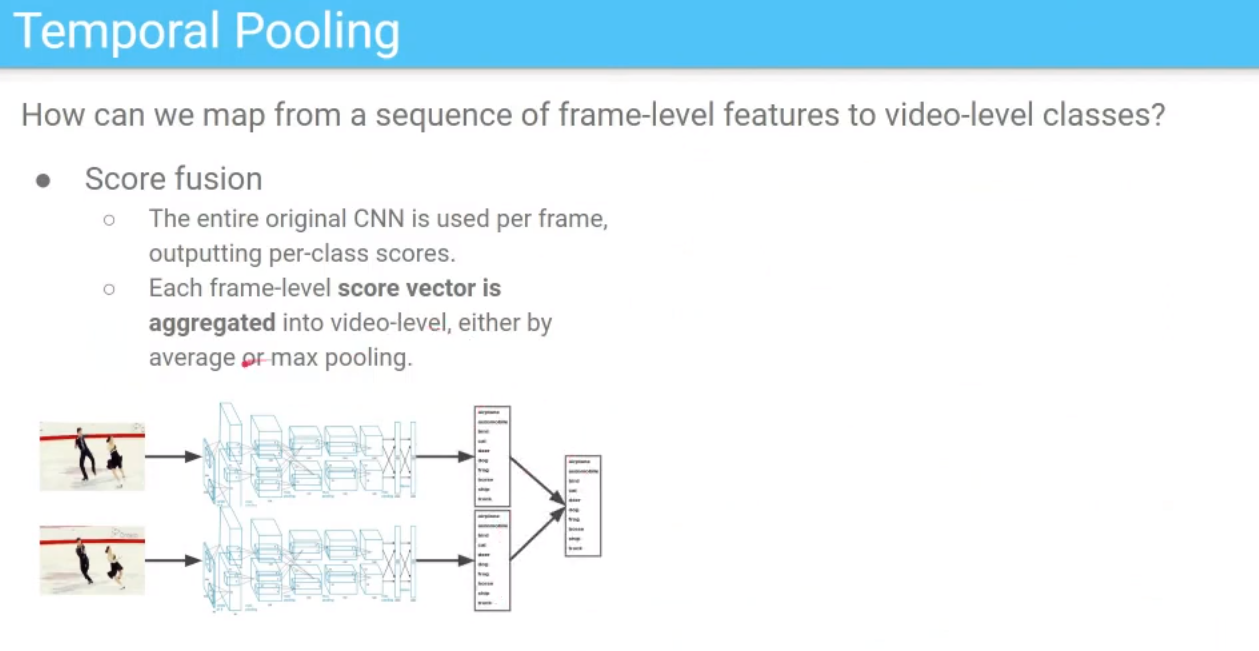 Temporal Pooling
How can we map from a sequence of frame-level features to video-level classes?
● Score fusion
○ The entire original CNN is used per frame,
outputting per-class scores.
○ Each frame-level score vector is
aggregated into video-level, either by
average or max pooling.
airplane
automobile
bird
cat
deer
dog
frog
horse
ship
truck
airplane
automobile
bird
cat
deer
dog
frog
horse
ship
truck
airplane
automobile
bird
cat
deer
dog
frog
horse
ship
truck